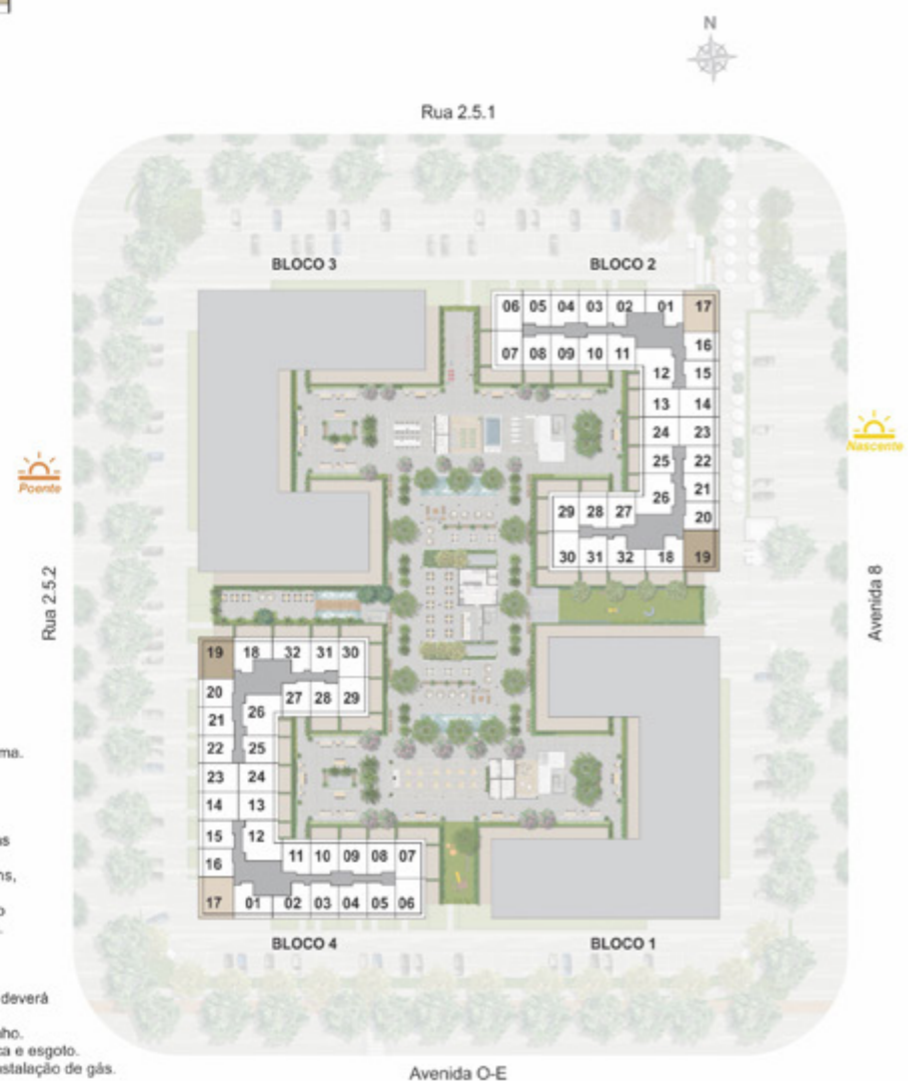 N
Rua 2.5.1
BLOCO 3
BLOCO 2
06 05 04 03 02 01 17
07 08 09 10 11 16
12 15
13 14
24 23
25 22
26 21
29 28 27 20
30 31 32 18 19
Poente
Nascente
Rua 2.5.2
Avenida 8
19 18 32 31 30
20 27 28 29
21 26
22 25
23 24
14 13
15 12
16 11 10 09 08 07
17 01 02 03 04 05 06
BLOCO 4
BLOCO 1
deverá
a e esgoto.
stalação de gás.
Avenida O-E